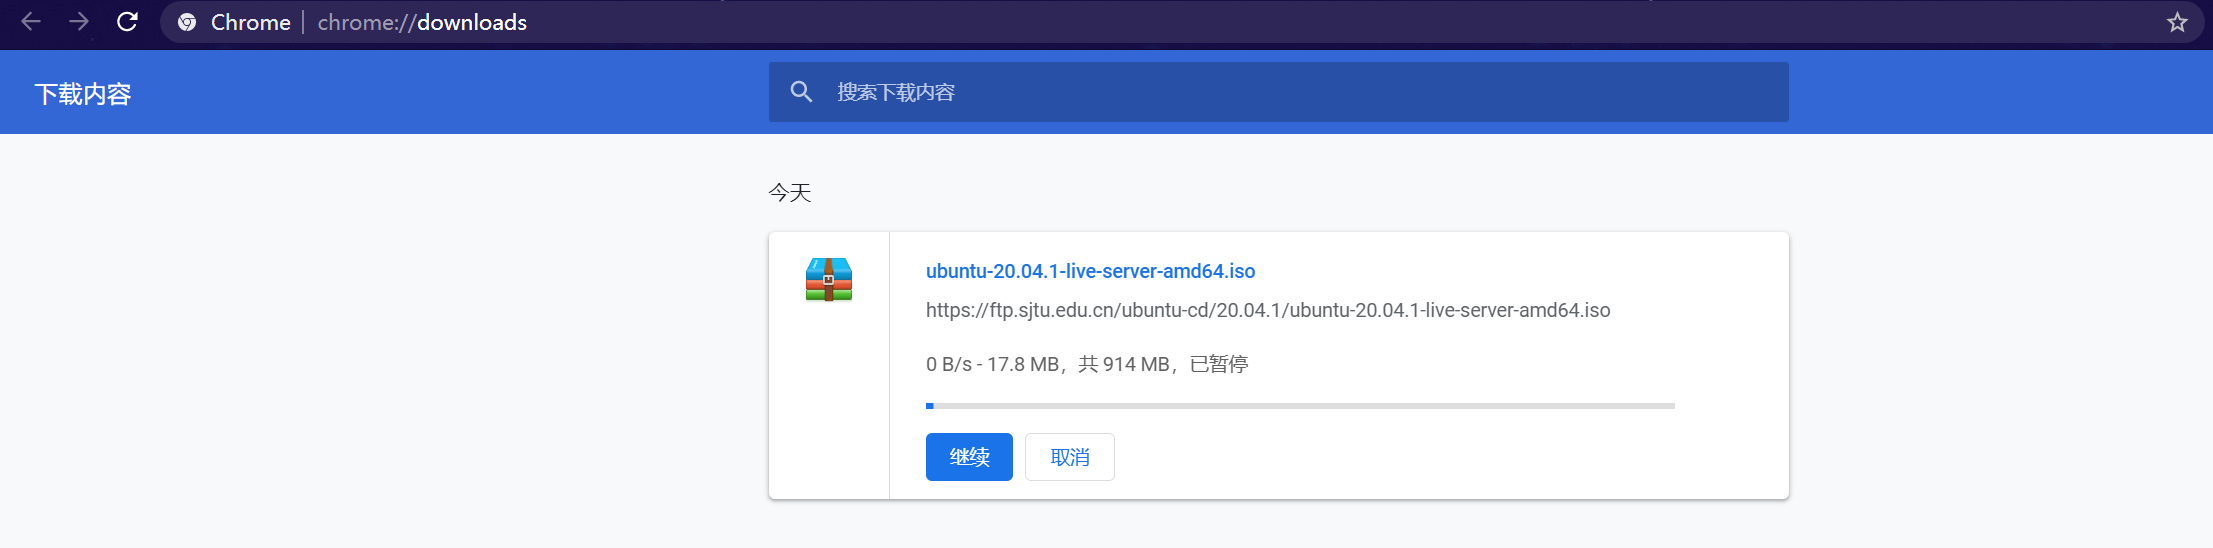 Chrome | chrome://downloads
下载内容
搜索下载内容
今天
ubuntu-20.04.1-live-server-amd64.iso
https://ftp.sjtu.edu.cn/ubuntu-cd/20.04.1/ubuntu-20.04.1-live-server-amd64.iso
0 B/s - 17.8 MB，共 914 MB，已暂停
继续 取消